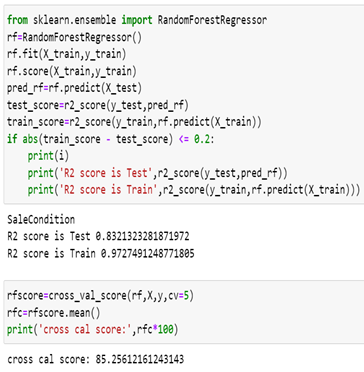 from sklearn.ensemble import RandomForestRegressor
rf=RandomForestRegressor()
rf.fit(X_train,y_train)
rf.score(X_train,y_train)
pred_rf=rf.predict(X_test)
test_score=r2_score(y_test,pred_rf)
train_score=r2_score(y_train,rf.predict(X_train))
if abs(train_score - test_score) <= 0.2:
    print(i)
    print('R2 score is Test',r2_score(y_test,pred_rf))
    print('R2 score is Train',r2_score(y_train,rf.predict(X_train)))
SaleCondition
R2 score is Test 0.8321323281871972
R2 score is Train 0.9727491248771805
rfscore=cross_val_score(rf,X,y,cv=5)
rfc=rfscore.mean()
print('cross cal score:',rfc*100)
cross cal score: 85.25612161243143